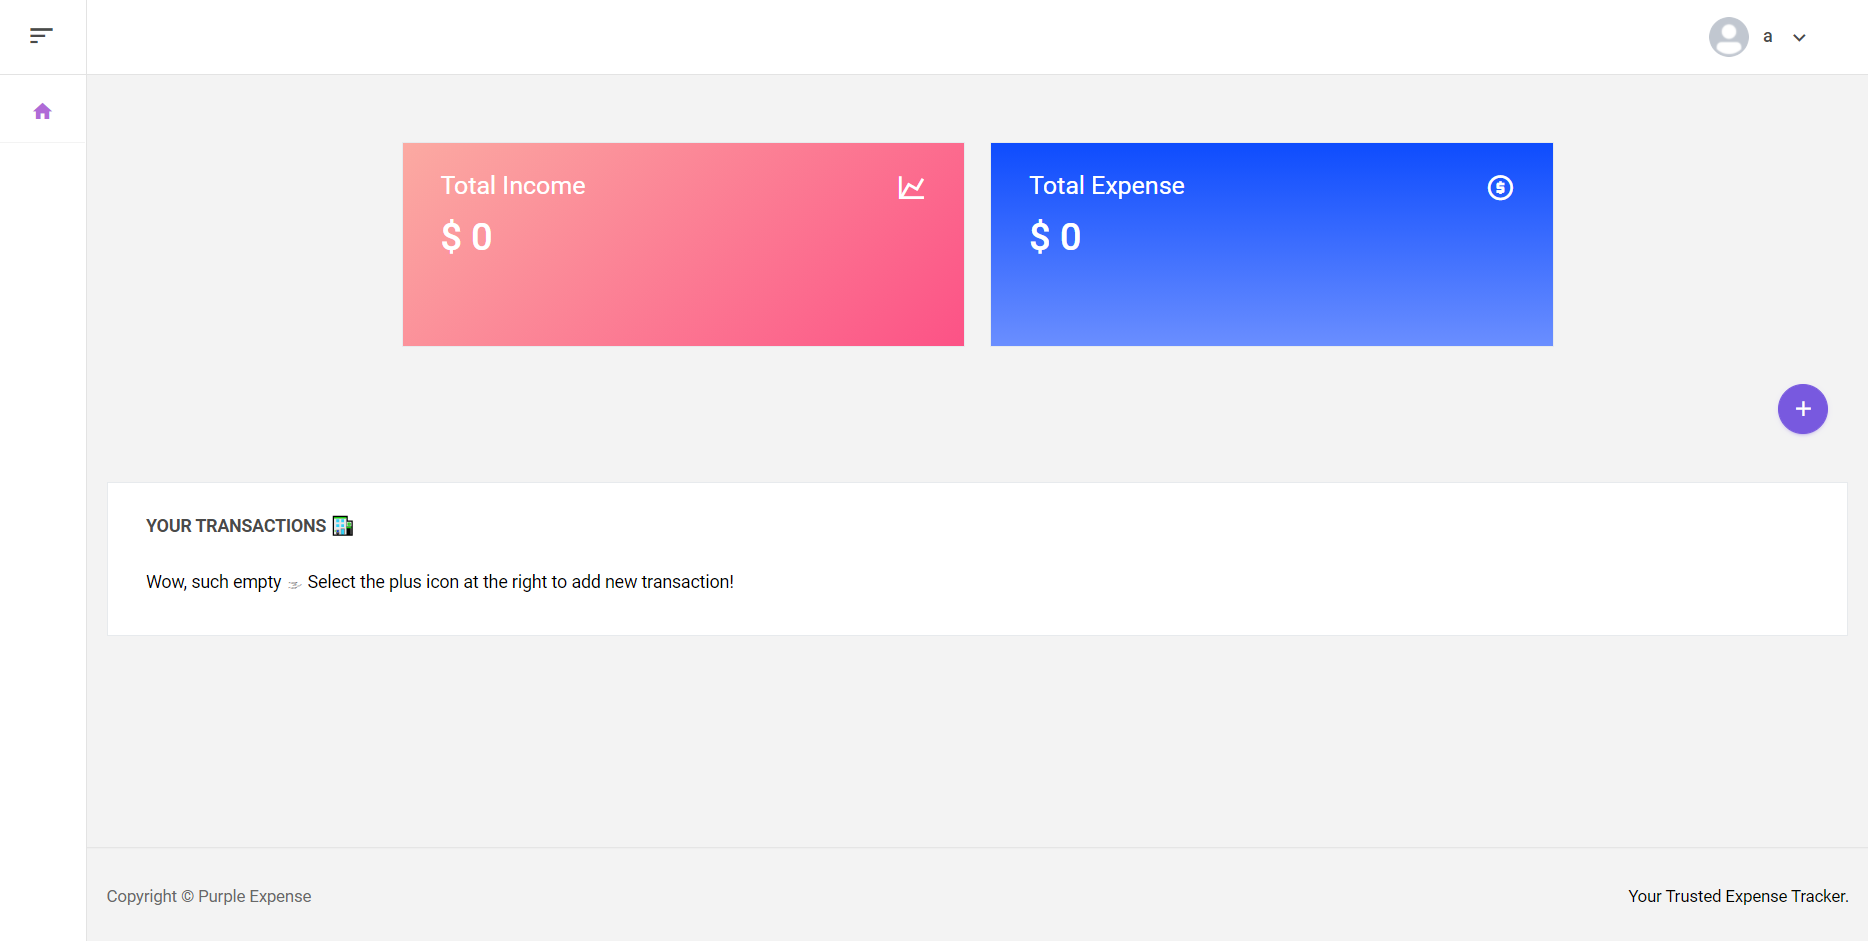 a
Total Income
$ 0
Total Expense
$ 0
+
YOUR TRANSACTIONS
Wow, such empty Select the plus icon at the right to add new transaction!
Copyright © Purple Expense
Your Trusted Expense Tracker.